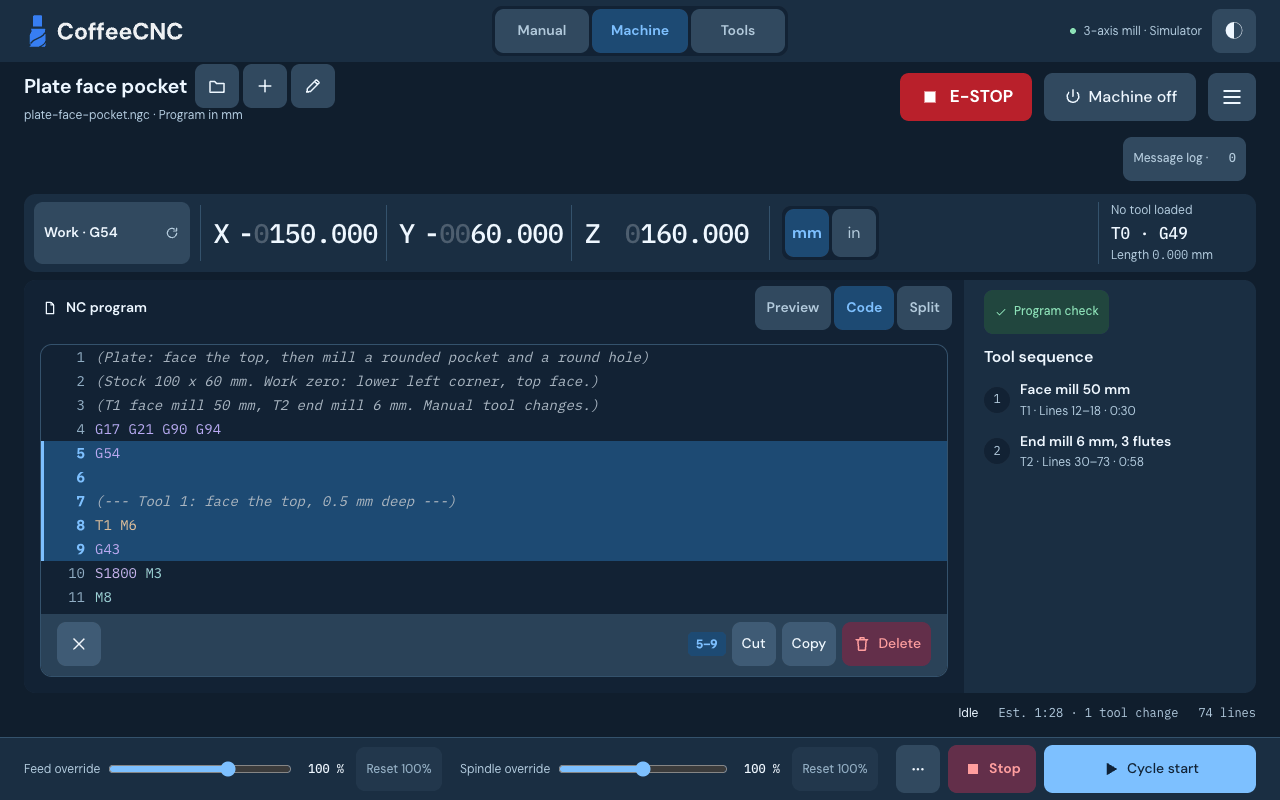 CoffeeCNC
Manual
Machine
Tools
3-axis mill · Simulator
Plate face pocket
plate-face-pocket.ngc · Program in mm
E-STOP
Machine off
Message log · 0
Work · G54
X -0150.000
Y -0060.000
Z 0160.000
mm
in
No tool loaded
T0 · G49
Length 0.000 mm
NC program
Preview
Code
Split
1 (Plate: face the top, then mill a rounded pocket and a round hole)
2 (Stock 100 x 60 mm. Work zero: lower left corner, top face.)
3 (T1 face mill 50 mm, T2 end mill 6 mm. Manual tool changes.)
4 G17 G21 G90 G94
5 G54
6
7 (--- Tool 1: face the top, 0.5 mm deep ---)
8 T1 M6
9 G43
10 S1800 M3
11 M8
5–9
Cut
Copy
Delete
Program check
Tool sequence
1 Face mill 50 mm
T1 · Lines 12–18 · 0:30
2 End mill 6 mm, 3 flutes
T2 · Lines 30–73 · 0:58
Idle Est. 1:28 · 1 tool change 74 lines
Feed override 100 %
Reset 100%
Spindle override 100 %
Reset 100%
···
Stop
Cycle start